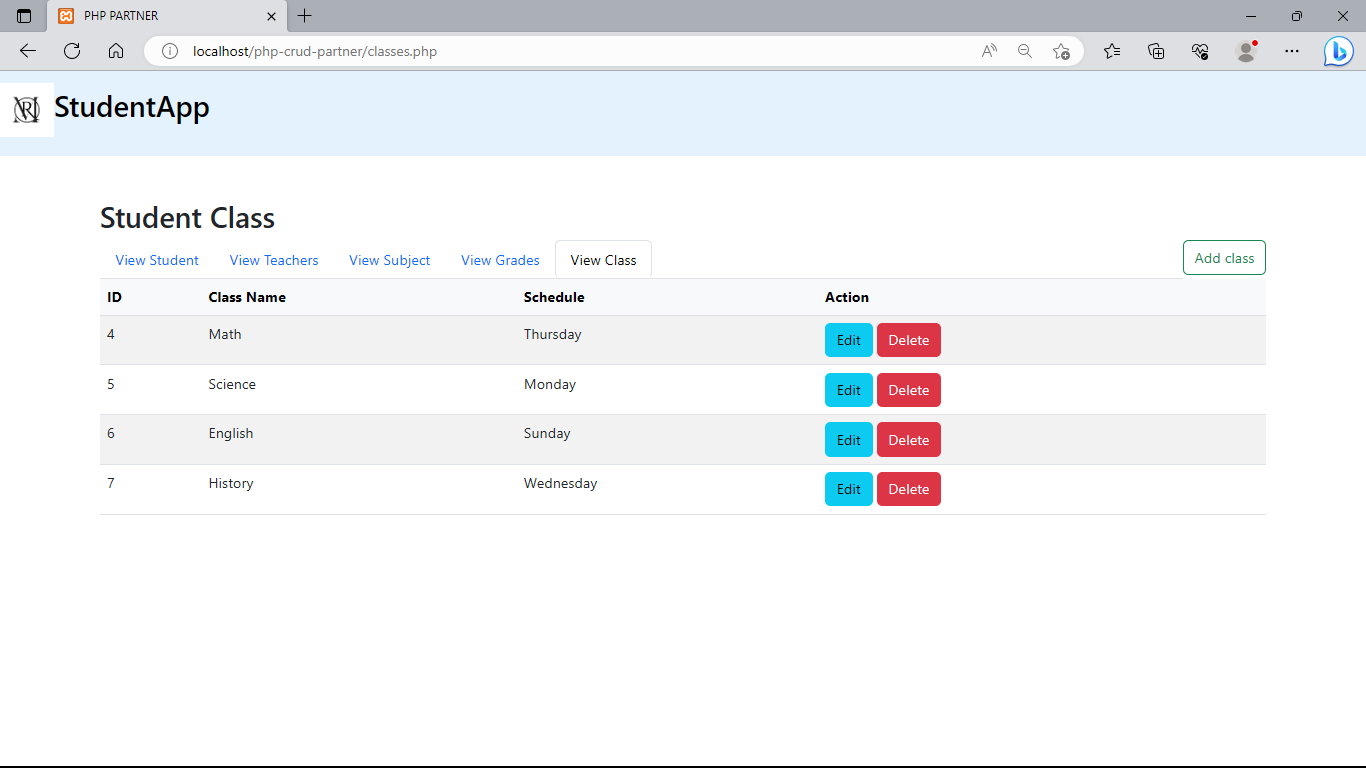 PHP PARTNER
localhost/php-crud-partner/classes.php
StudentApp
Student Class
View Student View Teachers View Subject View Grades View Class Add class
ID Class Name Schedule Action
4 Math Thursday Edit Delete
5 Science Monday Edit Delete
6 English Sunday Edit Delete
7 History Wednesday Edit Delete